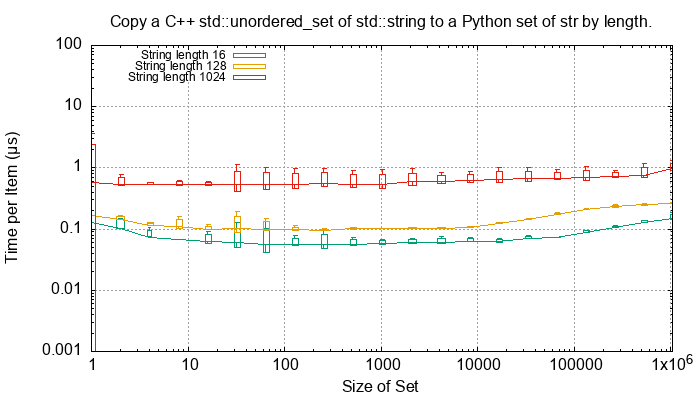 Copy a C++ std::unordered_set of std::string to a Python set of str by length.
String length 16
String length 128
String length 1024
Time per Item (µs)
100
10
1
0.1
0.01
0.001
1 10 100 1000 10000 100000 1x10⁶
Size of Set